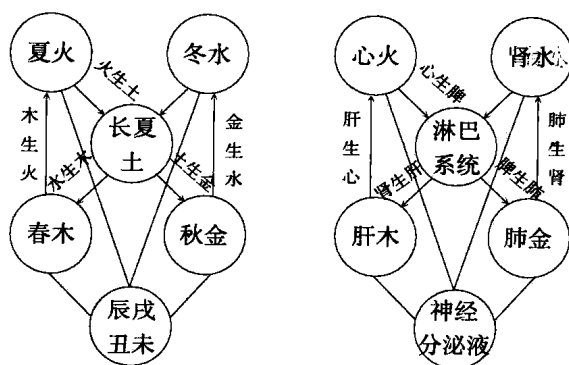 夏火
冬水
火生土
木生火
长夏
土
金生水
水生木
土生金
春木
秋金
辰戌
丑未
心火
肾水
心生脾
肝生心
淋巴
系统
肺生肾
肾生肝
脾生肺
肝木
肺金
神经
分泌液